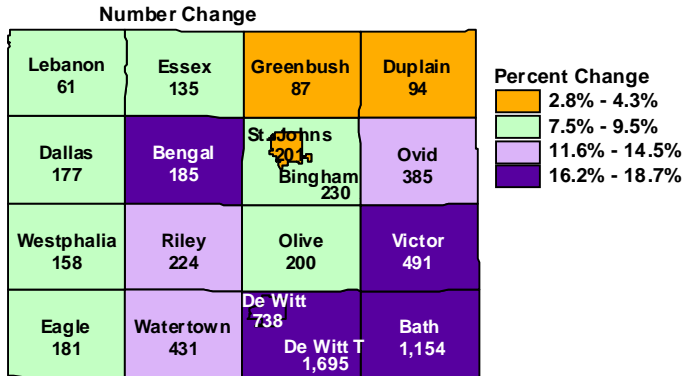 Number Change
Lebanon
61
Essex
135
Greenbush
87
Duplain
94
Dallas
177
Bengal
185
St. Johns
201
Bingham
230
Ovid
385
Westphalia
158
Riley
224
Olive
200
Victor
491
Eagle
181
Watertown
431
De Witt
738
De Witt T
1,695
Bath
1,154
Percent Change
2.8% - 4.3%
7.5% - 9.5%
11.6% - 14.5%
16.2% - 18.7%